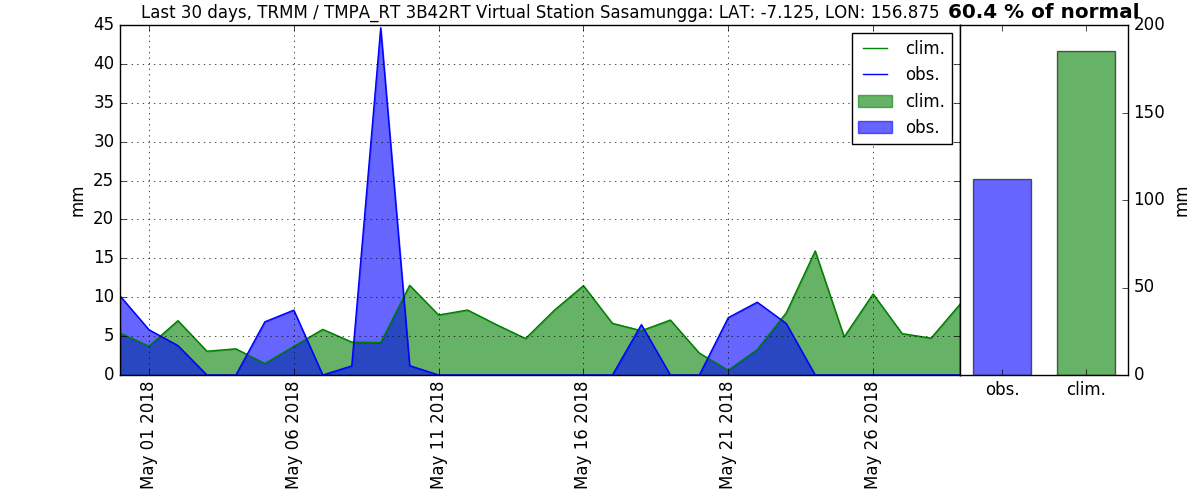 Last 30 days, TRMM / TMPA_RT 3B42RT Virtual Station Sasamungga: LAT: -7.125, LON: 156.875
60.4 % of normal
45
40
35
30
25
20
15
10
5
0
mm
clim.
obs.
clim.
obs.
May 01 2018
May 06 2018
May 11 2018
May 16 2018
May 21 2018
May 26 2018
200
150
100
50
0
mm
obs.
clim.